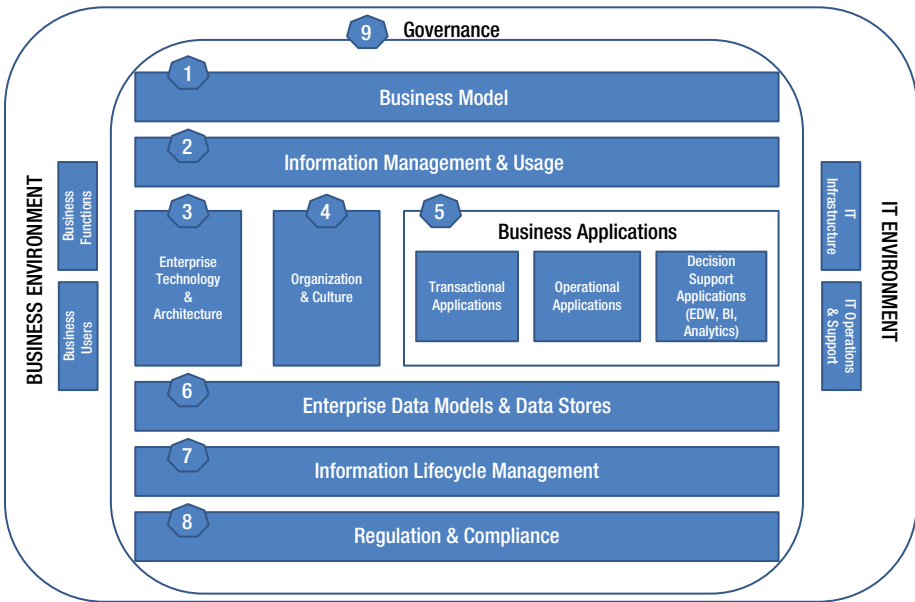 9
Governance
1
Business Model
2
Information Management & Usage
BUSINESS ENVIRONMENT
Business
Functions
Business
Users
3
Enterprise
Technology
&
Architecture
4
Organization
& Culture
5
Business Applications
Transactional
Applications
Operational
Applications
Decision
Support
Applications
(EDW, BI,
Analytics)
IT
Infrastructure
IT Operations
& Support
IT ENVIRONMENT
6
Enterprise Data Models & Data Stores
7
Information Lifecycle Management
8
Regulation & Compliance